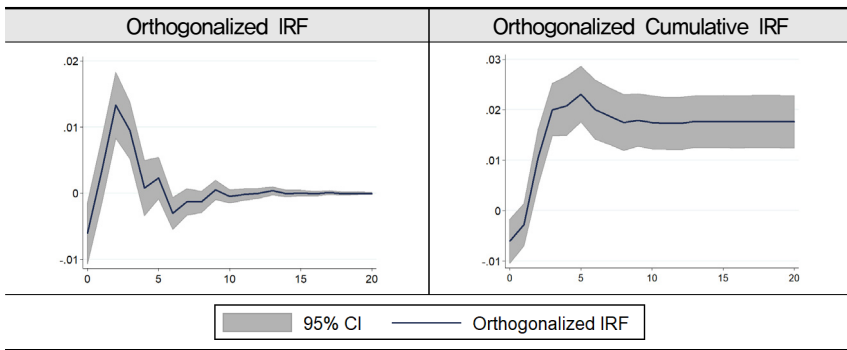 Orthogonalized IRF
Orthogonalized Cumulative IRF
.02
.01
0
-.01
0 5 10 15 20
.03
.02
.01
0
-.01
0 5 10 15 20
95% CI
Orthogonalized IRF